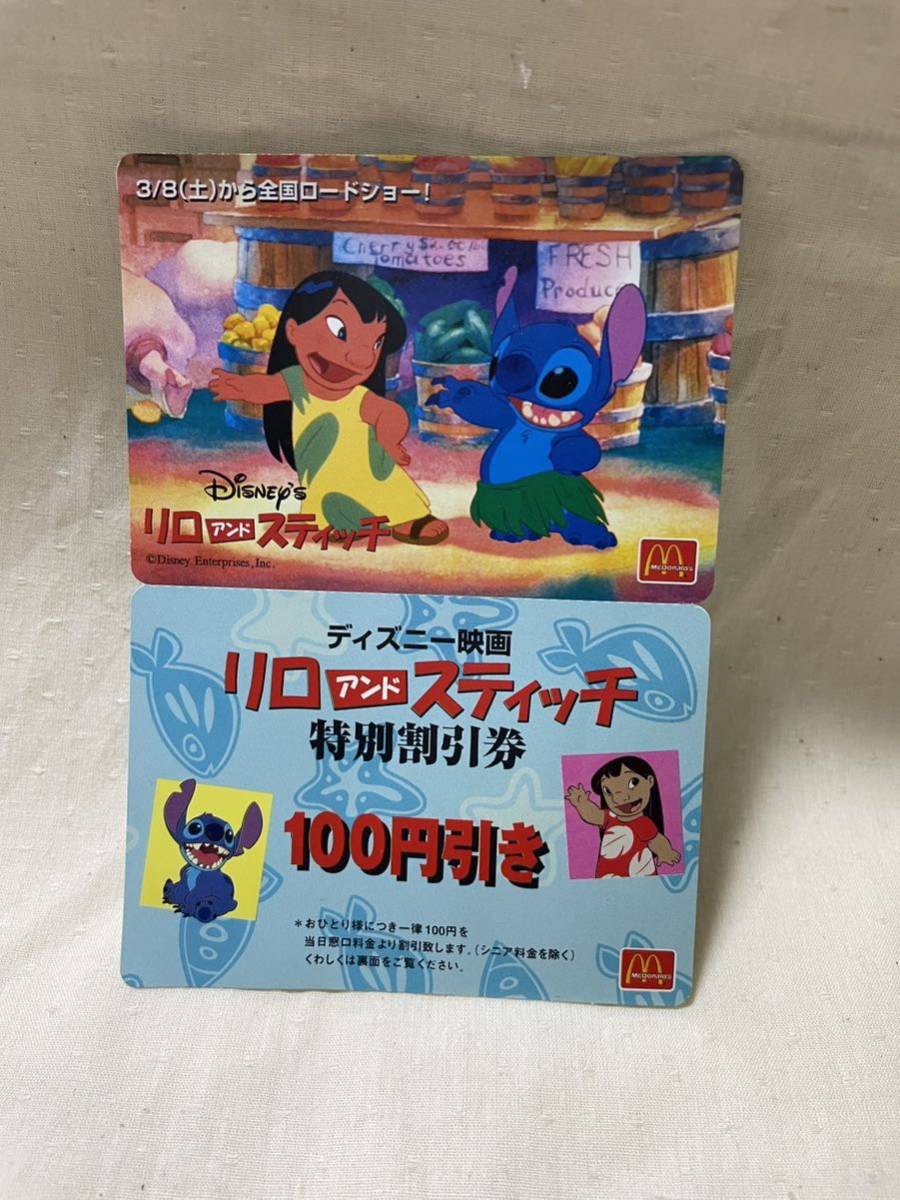 3/8(土)から全国ロードショー!
Cherry $2.00
Tomatoes
FRESH
Produce
DISNEY'S
リロ アンド スティッチ
©Disney Enterprises, Inc.
McDonald's
ディズニー映画
リロ アンド スティッチ
特別割引券
100円引き
*おひとり様につき一律100円を
当日窓口料金より割引致します。(シニア料金を除く)
くわしくは裏面をご覧ください。
McDonald's